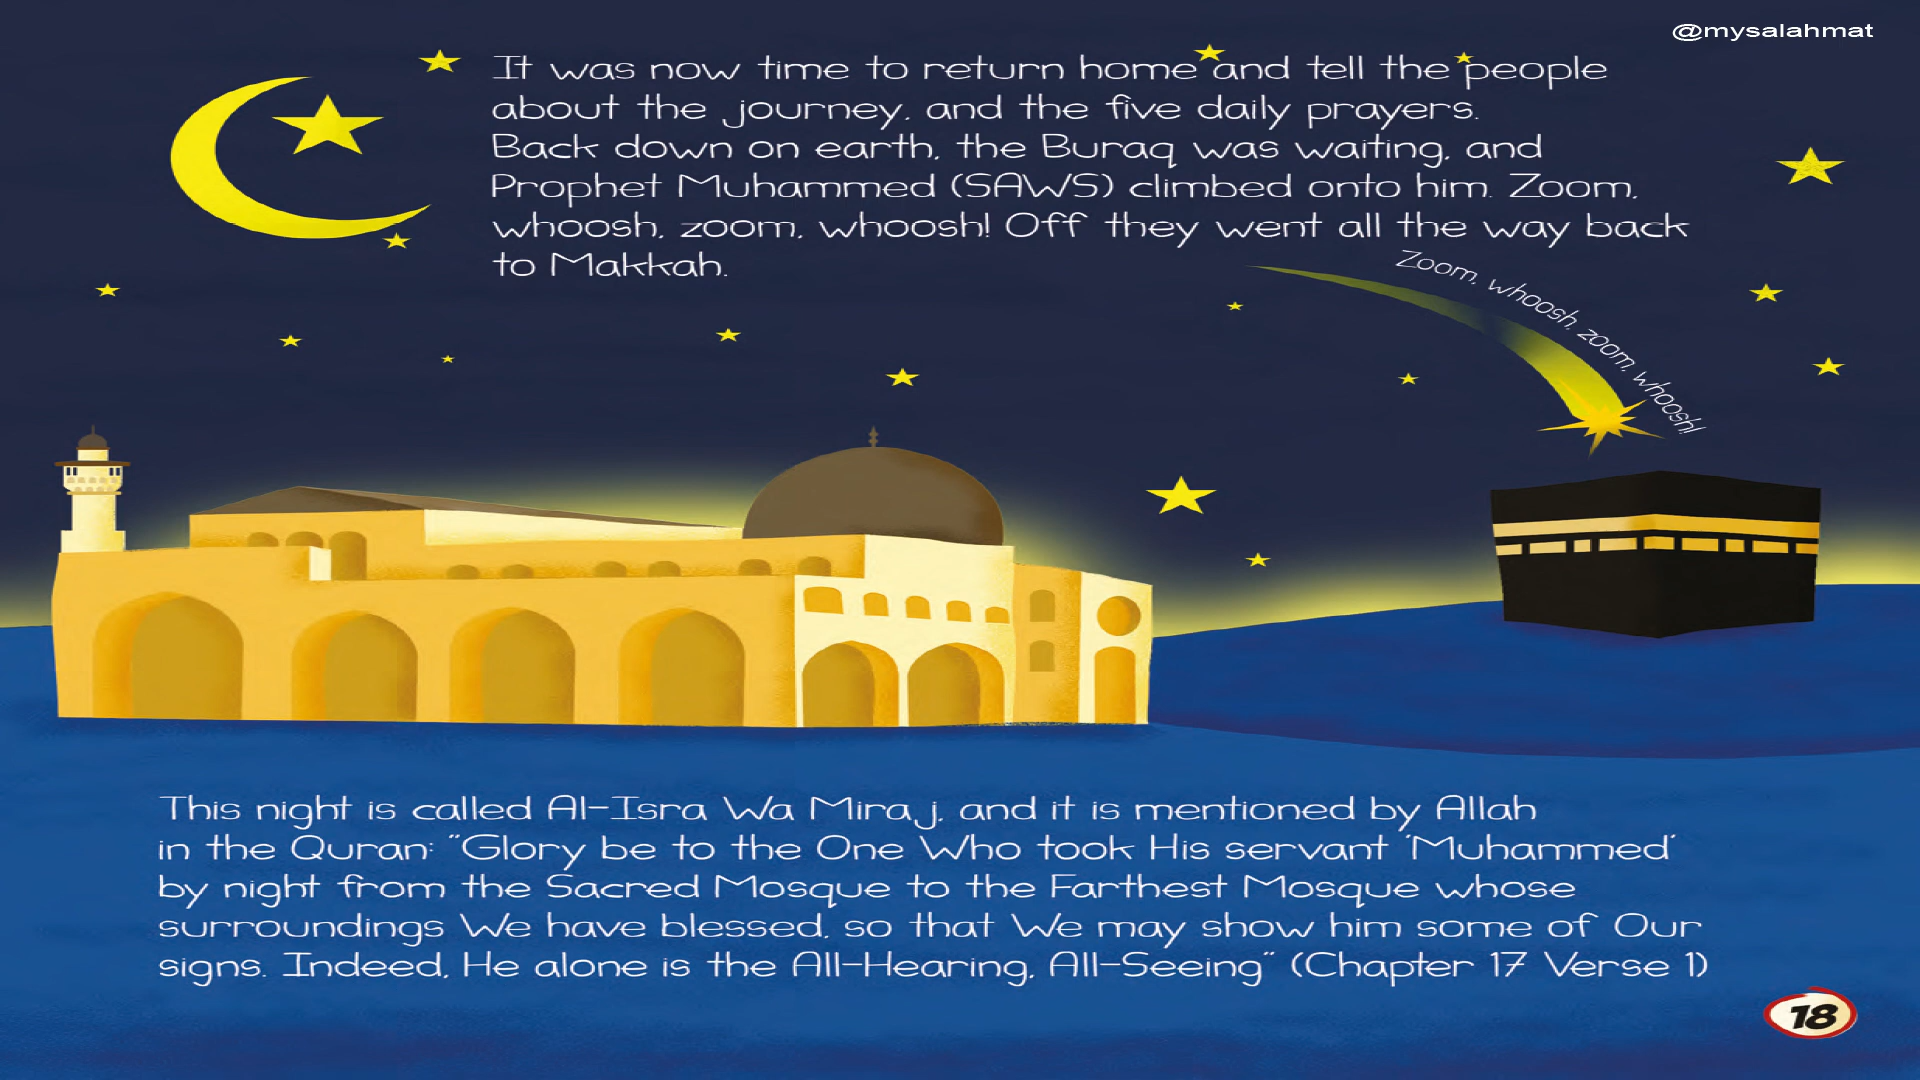 @mysalahmat
It was now time to return home and tell the people
about the journey, and the five daily prayers.
Back down on earth, the Buraq was waiting, and
Prophet Muhammed (SAWS) climbed onto him. Zoom,
whoosh, zoom, whoosh! Off they went all the way back
to Makkah.
Zoom, whoosh, zoom, whoosh!
This night is called Al-Isra Wa Miraj, and it is mentioned by Allah
in the Quran: "Glory be to the One Who took His servant 'Muhammed'
by night from the Sacred Mosque to the Farthest Mosque whose
surroundings We have blessed, so that We may show him some of Our
signs. Indeed, He alone is the All-Hearing, All-Seeing" (Chapter 17 Verse 1)
18